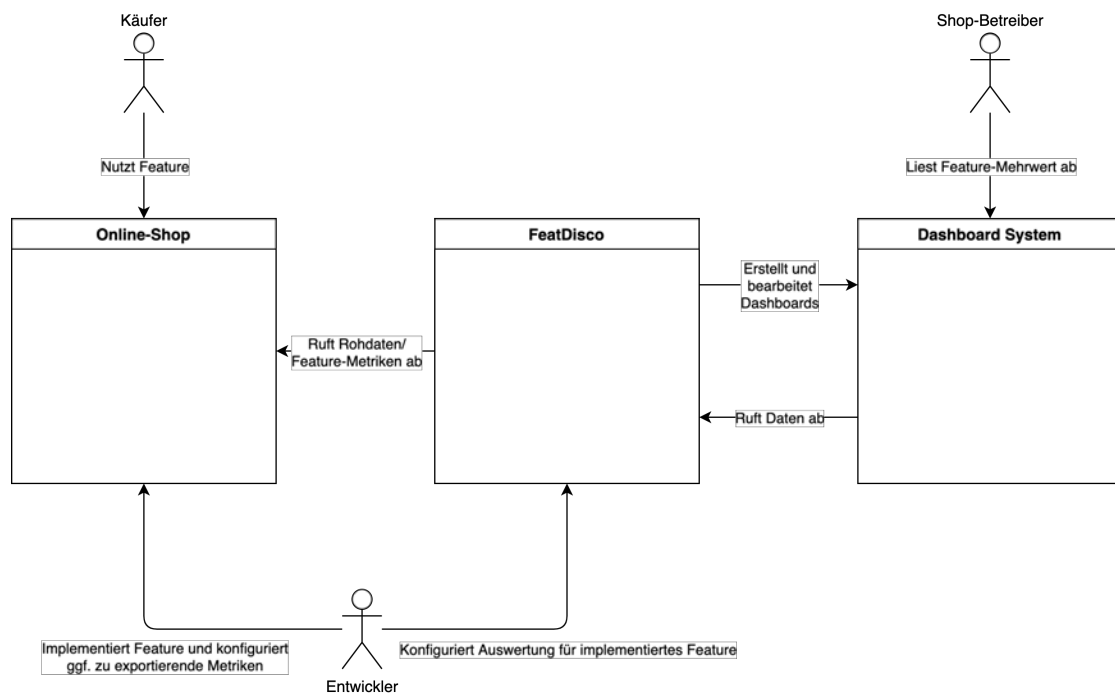 Käufer
Shop-Betreiber
Nutzt Feature
Liest Feature-Mehrwert ab
Online-Shop
FeatDisco
Dashboard System
Erstellt und
bearbeitet
Dashboards
Ruft Rohdaten/
Feature-Metriken ab
Ruft Daten ab
Implementiert Feature und konfiguriert
ggf. zu exportierende Metriken
Konfiguriert Auswertung für implementiertes Feature
Entwickler